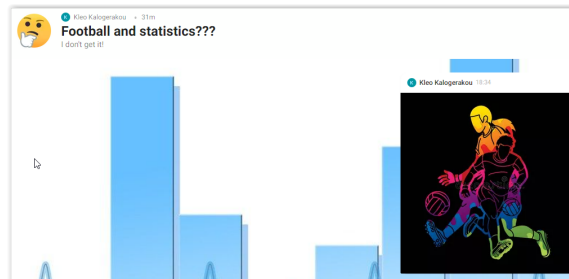 K Kleo Kalogerakou • 31m
Football and statistics???
I don't get it!
K Kleo Kalogerakou 18:34